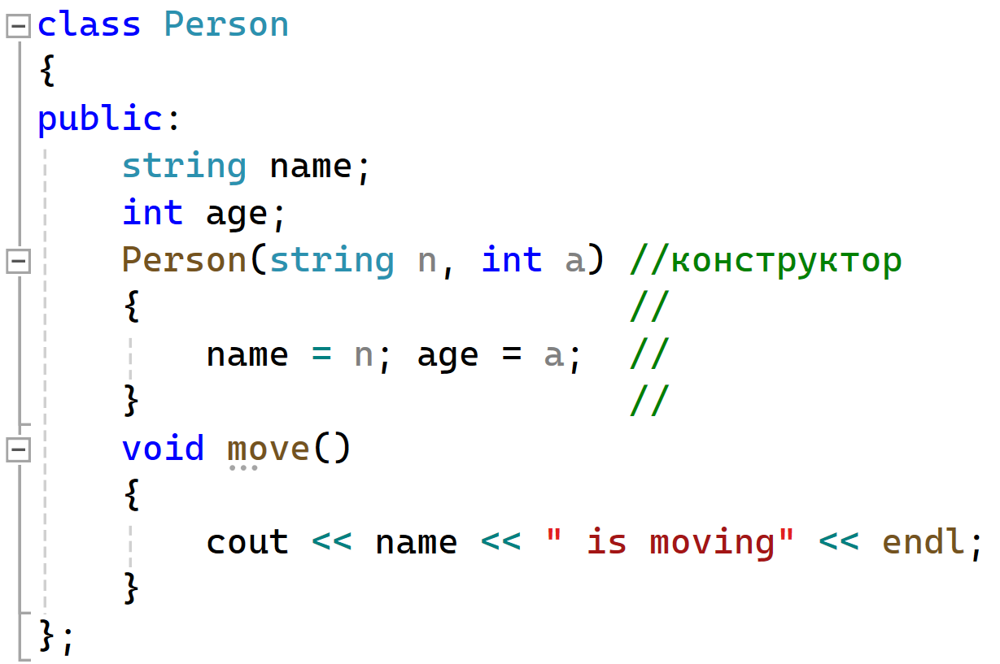 class Person
{
public:
    string name;
    int age;
    Person(string n, int a) //конструктор
    {                       //
        name = n; age = a;  //
    }                       //
    void move()
    {
        cout << name << " is moving" << endl;
    }
};